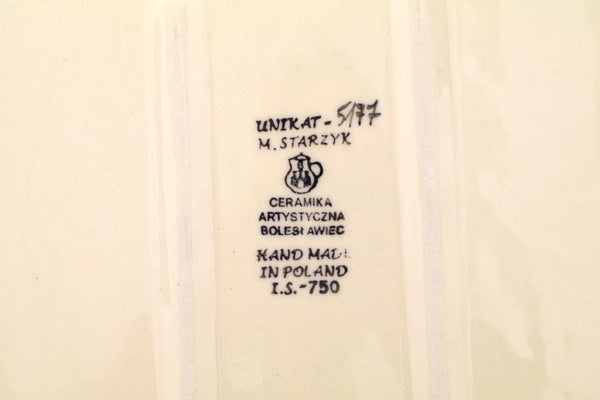 UNIKAT - 5/77
M. STARZYK
CERAMIKA
ARTYSTYCZNA
BOLESŁAWIEC
HAND MADE
IN POLAND
I.S.-750